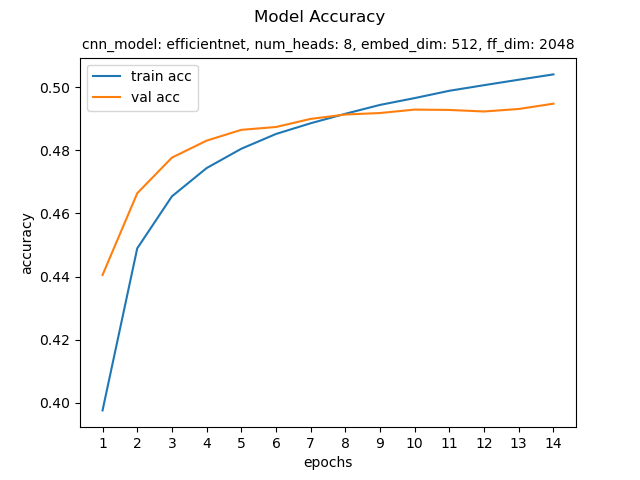 Model Accuracy
cnn_model: efficientnet, num_heads: 8, embed_dim: 512, ff_dim: 2048
train acc
val acc
0.50
0.48
0.46
0.44
0.42
0.40
accuracy
1 2 3 4 5 6 7 8 9 10 11 12 13 14
epochs